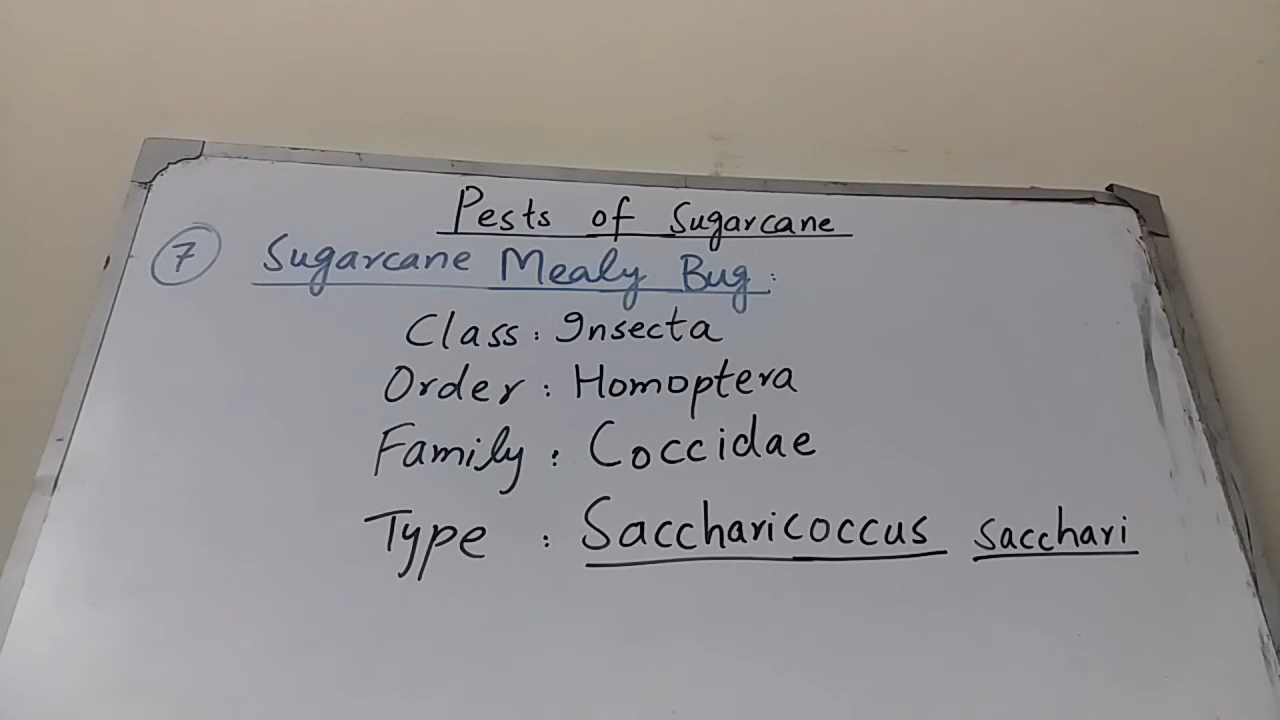 Pests of Sugarcane
7 Sugarcane Mealy Bug:
Class: Insecta
Order: Homoptera
Family: Coccidae
Type: Saccharicoccus sacchari